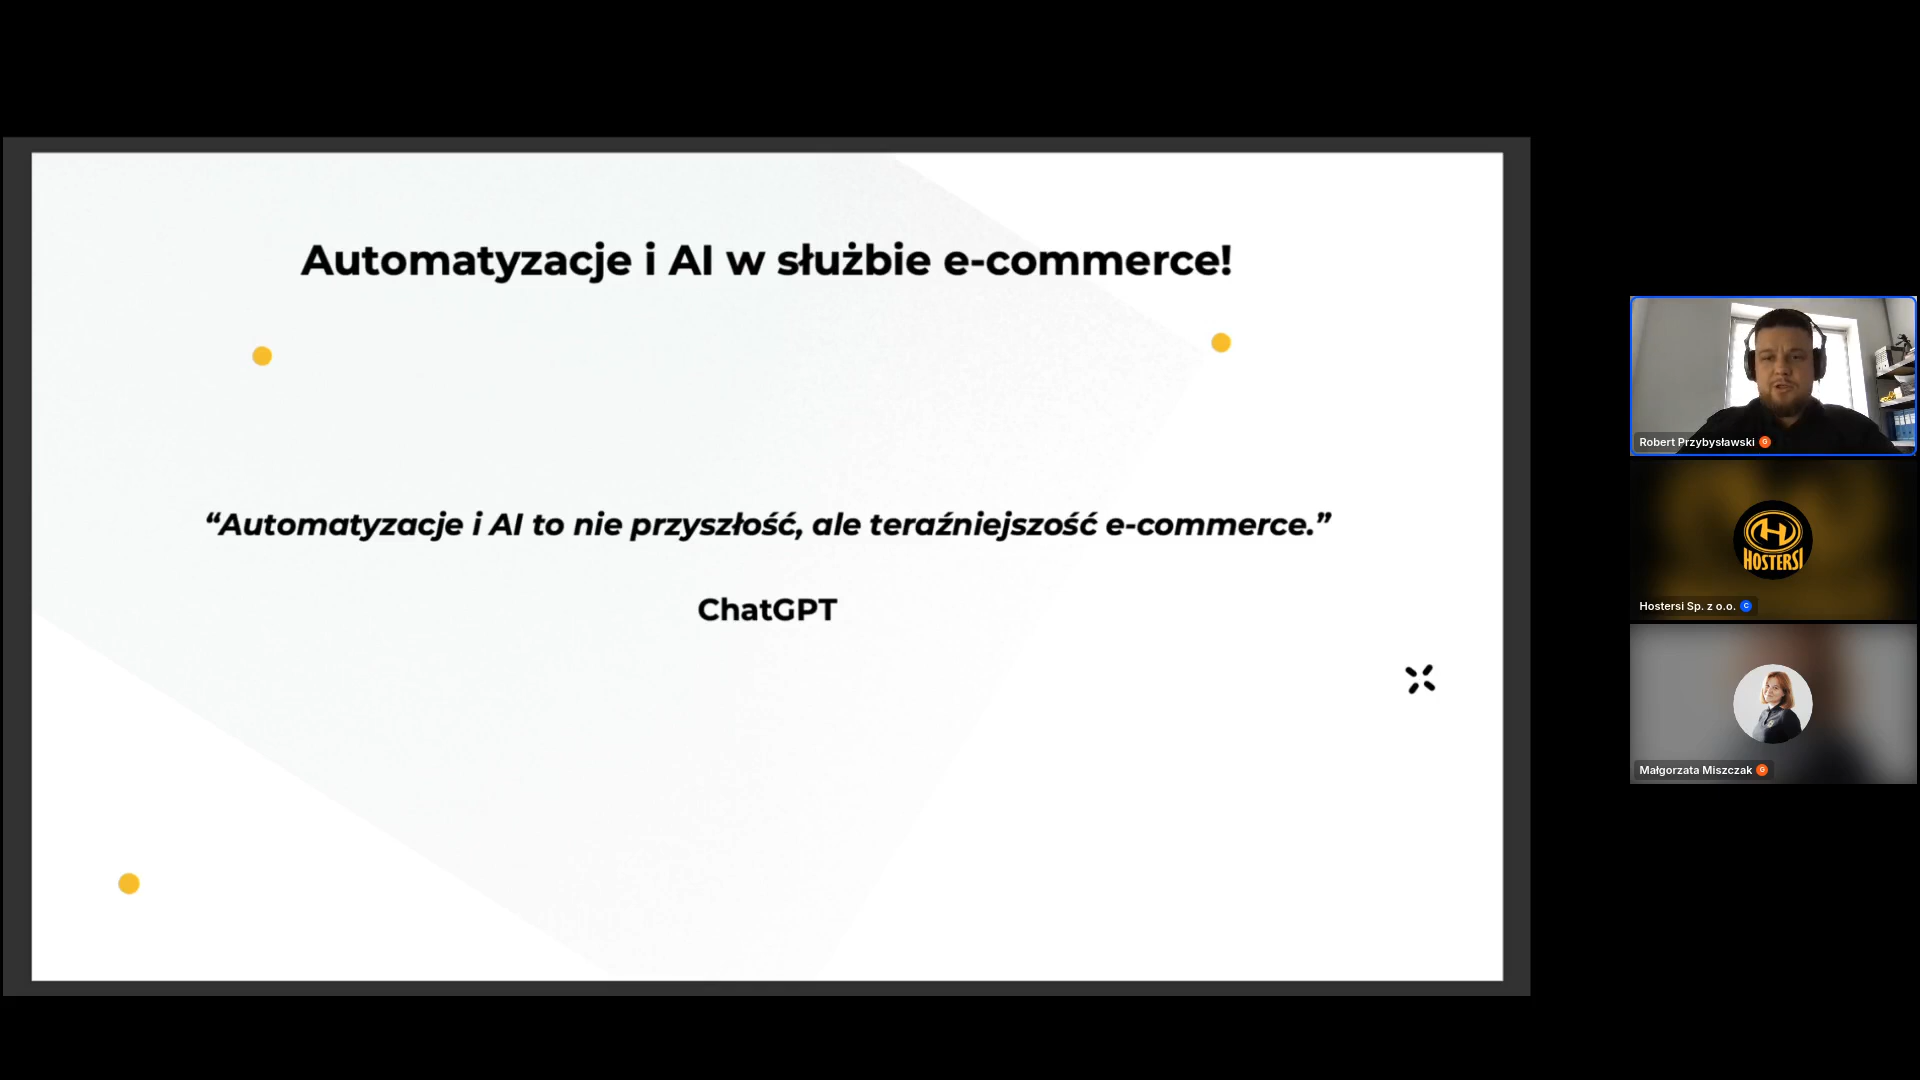 Automatyzacje i AI w służbie e-commerce!
“Automatyzacje i AI to nie przyszłość, ale teraźniejszość e-commerce.”
ChatGPT
Robert Przybysławski G
HOSTERSI
Hostersi Sp. z o.o. C
Małgorzata Miszczak G